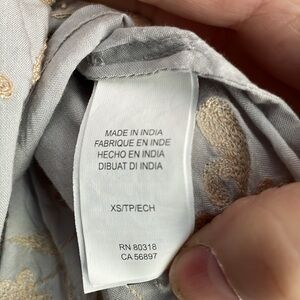 MADE IN INDIA
FABRIQUE EN INDE
HECHO EN INDIA
DIBUAT DI INDIA
XS/TP/ECH
RN 80318
CA 56897